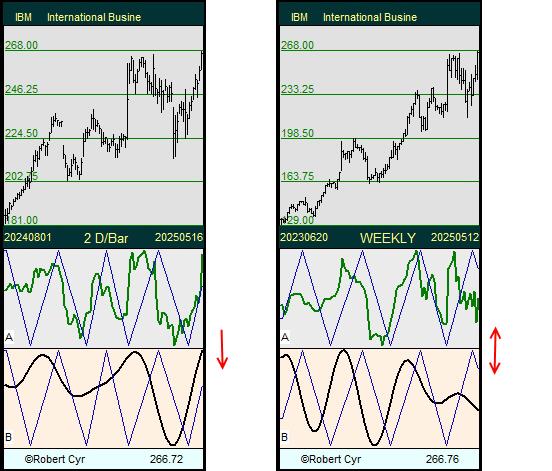 IBM International Busine
268.00
246.25
224.50
202.75
181.00
20240801 2 D/Bar 20250516
A
B
©Robert Cyr 266.72
IBM International Busine
268.00
233.25
198.50
163.75
129.00
20230620 WEEKLY 20250512
A
B
©Robert Cyr 266.76